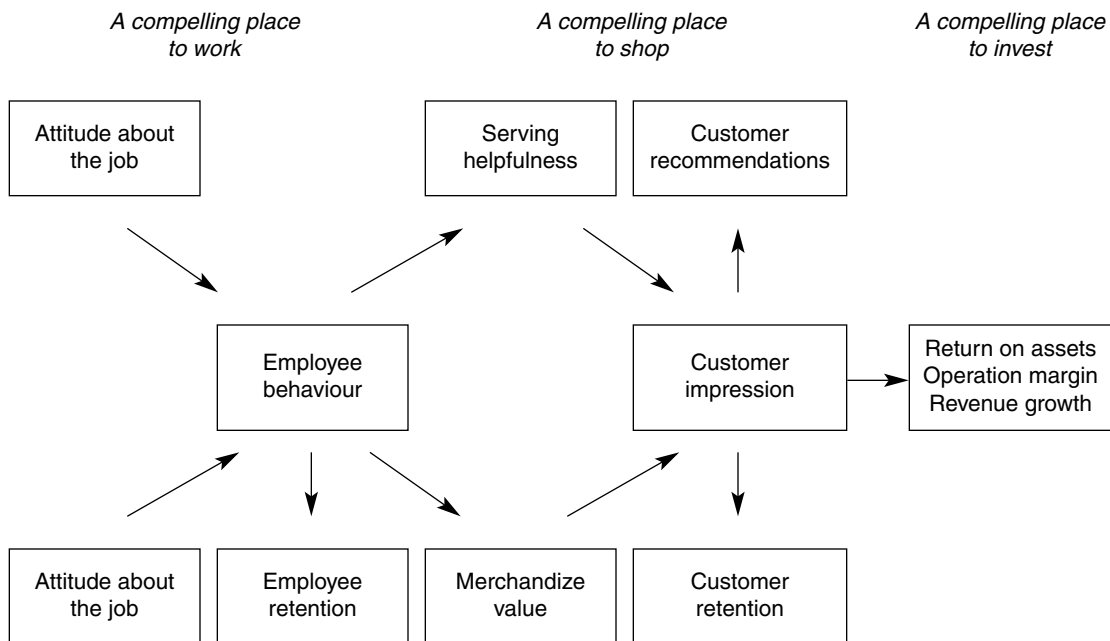 A compelling place
to work
A compelling place
to shop
A compelling place
to invest
Attitude about
the job
Serving
helpfulness
Customer
recommendations
Employee
behaviour
Customer
impression
Return on assets
Operation margin
Revenue growth
Attitude about
the job
Employee
retention
Merchandize
value
Customer
retention